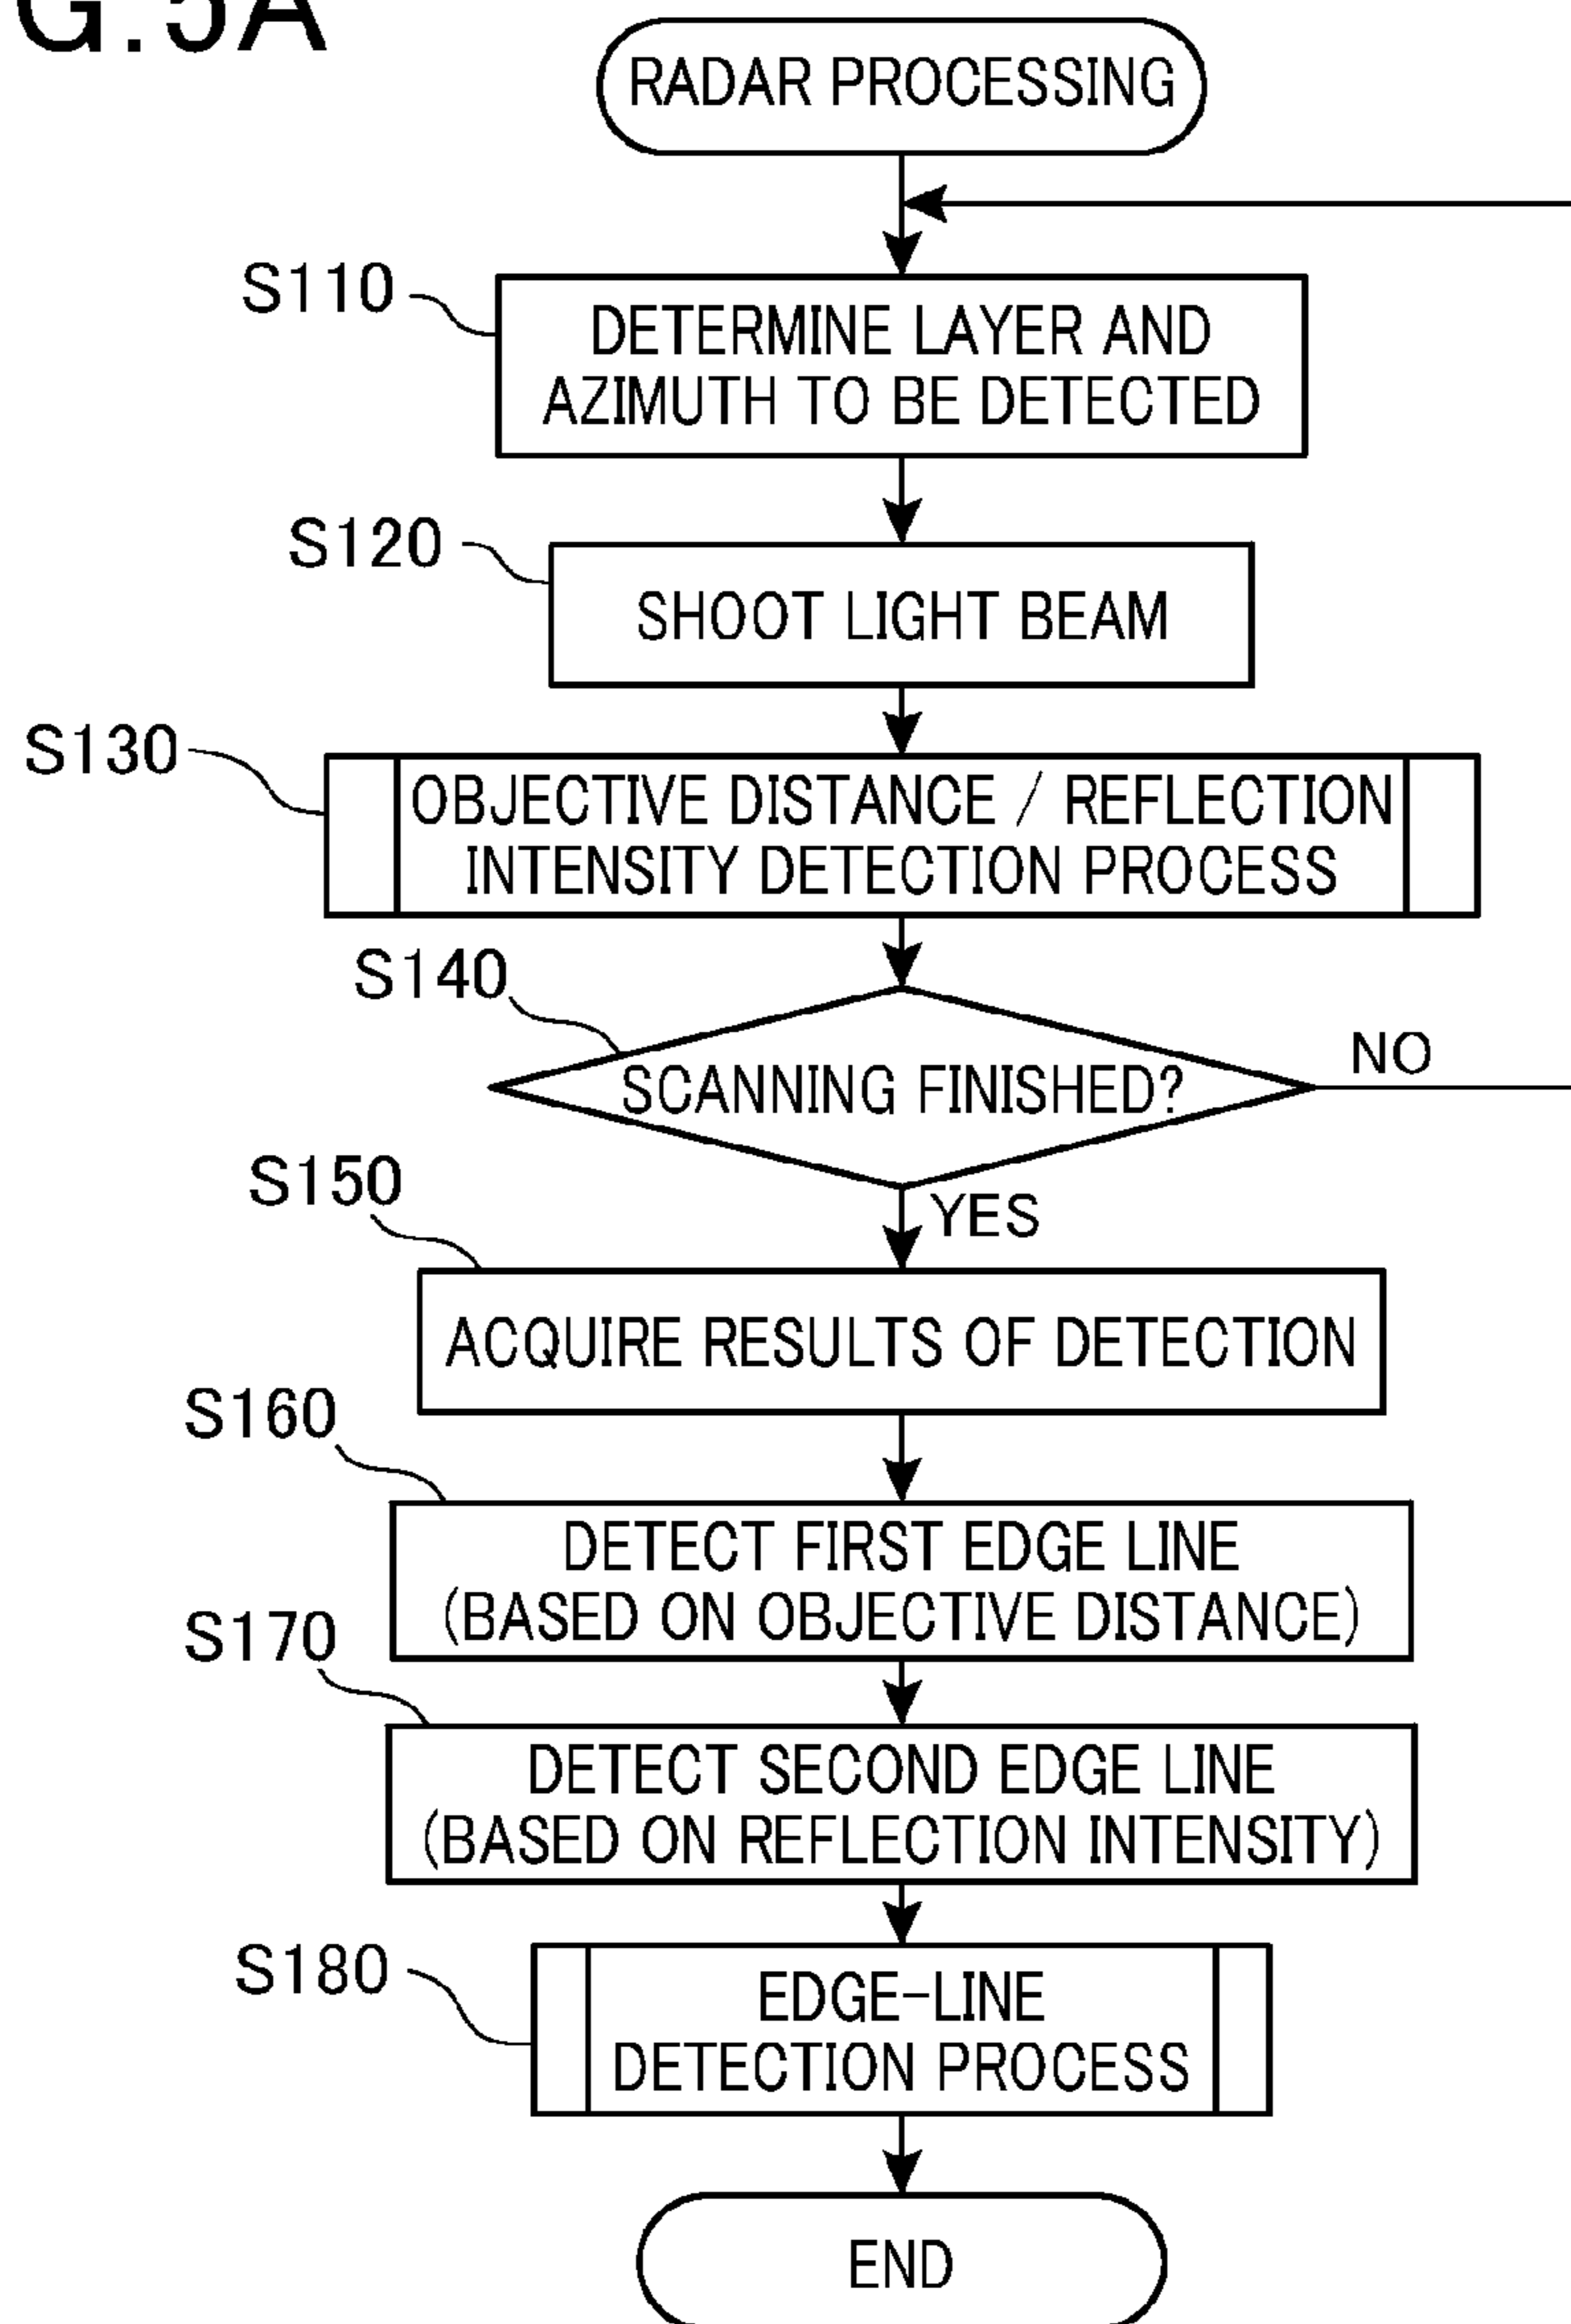 G.5A
RADAR PROCESSING
S110
DETERMINE LAYER AND
AZIMUTH TO BE DETECTED
S120
SHOOT LIGHT BEAM
S130
OBJECTIVE DISTANCE / REFLECTION
INTENSITY DETECTION PROCESS
S140
SCANNING FINISHED?
NO
YES
S150
ACQUIRE RESULTS OF DETECTION
S160
DETECT FIRST EDGE LINE
(BASED ON OBJECTIVE DISTANCE)
S170
DETECT SECOND EDGE LINE
(BASED ON REFLECTION INTENSITY)
S180
EDGE-LINE
DETECTION PROCESS
END